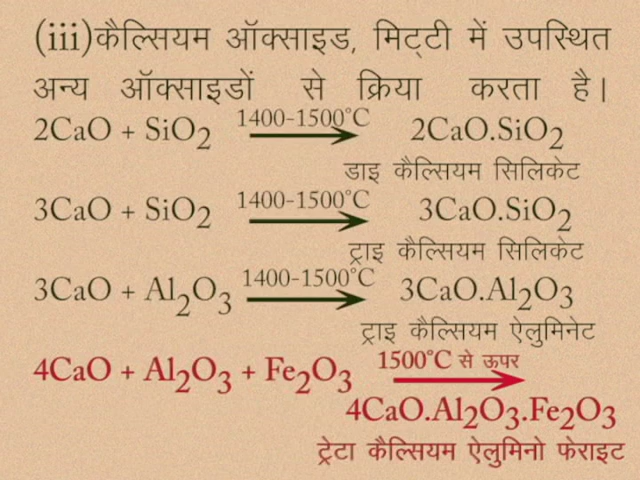 (iii)कैल्सियम ऑक्साइड, मिट्टी में उपस्थित
अन्य ऑक्साइडों से क्रिया करता है।
2CaO + SiO₂ 1400-1500°C 2CaO.SiO₂
डाइ कैल्सियम सिलिकेट
3CaO + SiO₂ 1400-1500°C 3CaO.SiO₂
ट्राइ कैल्सियम सिलिकेट
3CaO + Al₂O₃ 1400-1500°C 3CaO.Al₂O₃
ट्राइ कैल्सियम ऐलुमिनेट
4CaO + Al₂O₃ + Fe₂O₃ 1500°C से ऊपर
4CaO.Al₂O₃.Fe₂O₃
ट्रेटा कैल्सियम ऐलुमिनो फेराइट